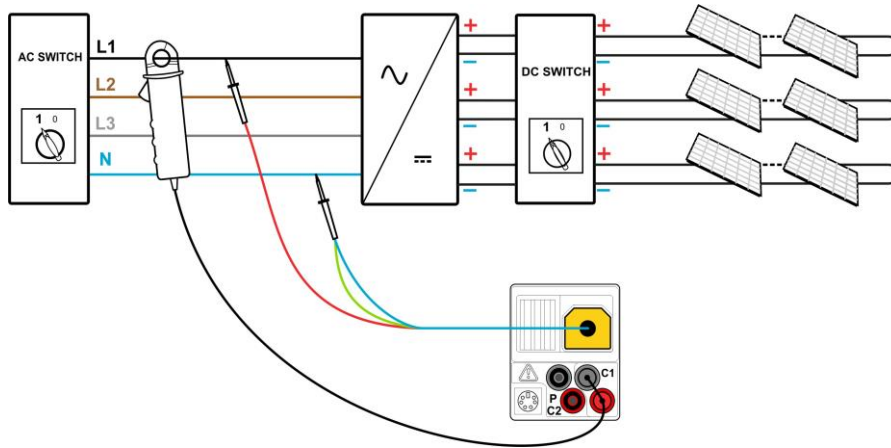 AC SWITCH
1 0
L1
L2
L3
N
+
−
+
−
+
−
DC SWITCH
1 0
+
−
+
−
+
−
C1
P
C2